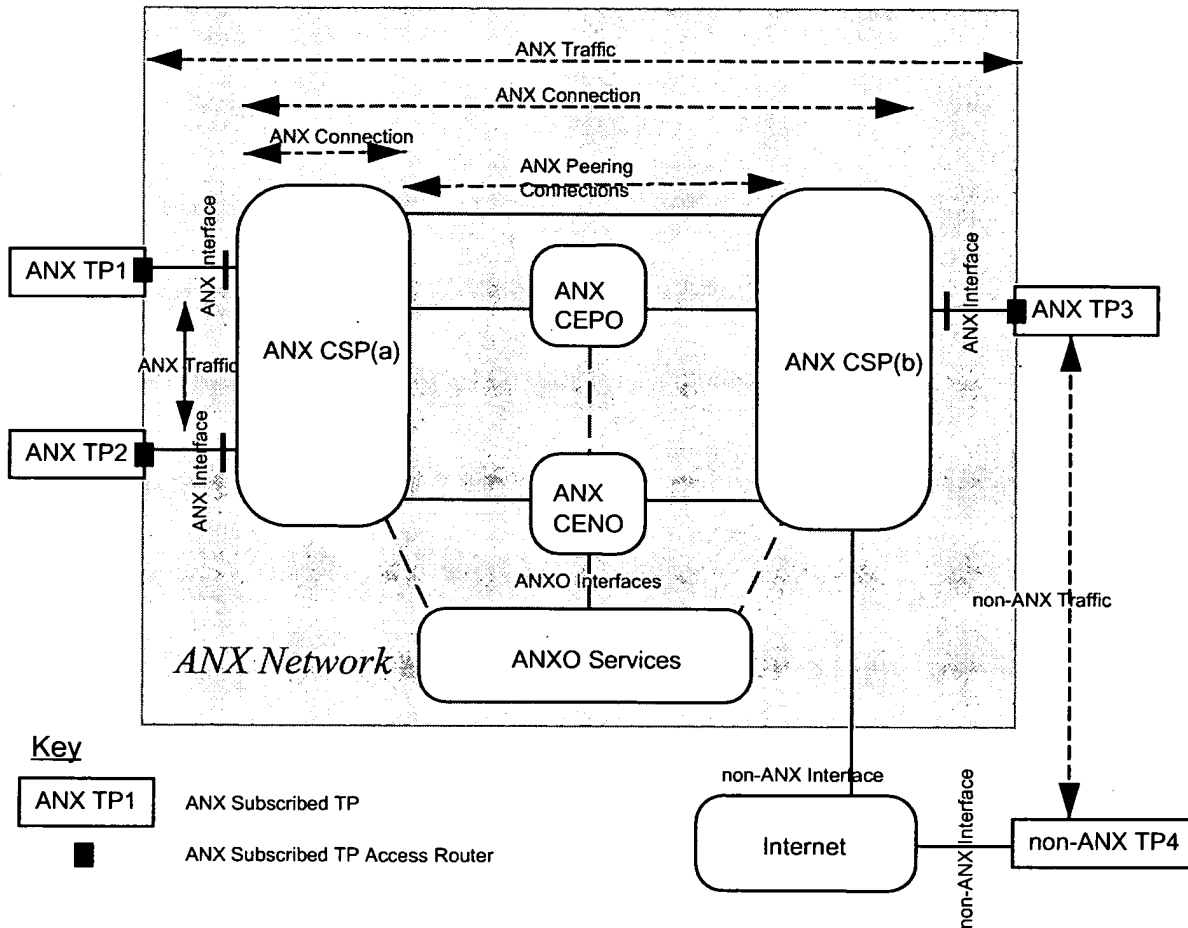 ANX Traffic
ANX Connection
ANX Connection
ANX Peering
Connections
ANX Interface
ANX TP1
ANX CSP(a)
ANX
CEPO
ANX CSP(b)
ANX Interface
ANX TP3
ANX Traffic
ANX TP2
ANX Interface
ANX
CENO
ANXO Interfaces
non-ANX Traffic
ANX Network
ANXO Services
Key
ANX TP1
ANX Subscribed TP
ANX Subscribed TP Access Router
non-ANX Interface
Internet
non-ANX Interface
non-ANX TP4